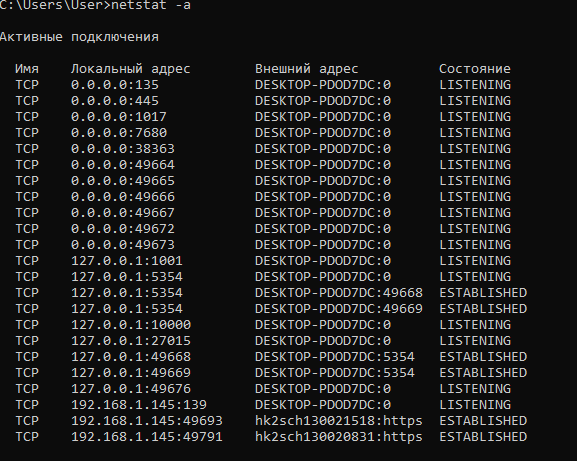 C:\Users\User>netstat -a
Активные подключения
Имя Локальный адрес Внешний адрес Состояние
TCP 0.0.0.0:135 DESKTOP-PDOD7DC:0 LISTENING
TCP 0.0.0.0:445 DESKTOP-PDOD7DC:0 LISTENING
TCP 0.0.0.0:1017 DESKTOP-PDOD7DC:0 LISTENING
TCP 0.0.0.0:7680 DESKTOP-PDOD7DC:0 LISTENING
TCP 0.0.0.0:38363 DESKTOP-PDOD7DC:0 LISTENING
TCP 0.0.0.0:49664 DESKTOP-PDOD7DC:0 LISTENING
TCP 0.0.0.0:49665 DESKTOP-PDOD7DC:0 LISTENING
TCP 0.0.0.0:49666 DESKTOP-PDOD7DC:0 LISTENING
TCP 0.0.0.0:49667 DESKTOP-PDOD7DC:0 LISTENING
TCP 0.0.0.0:49672 DESKTOP-PDOD7DC:0 LISTENING
TCP 0.0.0.0:49673 DESKTOP-PDOD7DC:0 LISTENING
TCP 127.0.0.1:1001 DESKTOP-PDOD7DC:0 LISTENING
TCP 127.0.0.1:5354 DESKTOP-PDOD7DC:0 LISTENING
TCP 127.0.0.1:5354 DESKTOP-PDOD7DC:49668 ESTABLISHED
TCP 127.0.0.1:5354 DESKTOP-PDOD7DC:49669 ESTABLISHED
TCP 127.0.0.1:10000 DESKTOP-PDOD7DC:0 LISTENING
TCP 127.0.0.1:27015 DESKTOP-PDOD7DC:0 LISTENING
TCP 127.0.0.1:49668 DESKTOP-PDOD7DC:5354 ESTABLISHED
TCP 127.0.0.1:49669 DESKTOP-PDOD7DC:5354 ESTABLISHED
TCP 127.0.0.1:49676 DESKTOP-PDOD7DC:0 LISTENING
TCP 192.168.1.145:139 DESKTOP-PDOD7DC:0 LISTENING
TCP 192.168.1.145:49693 hk2sch130021518:https ESTABLISHED
TCP 192.168.1.145:49791 hk2sch130020831:https ESTABLISHED